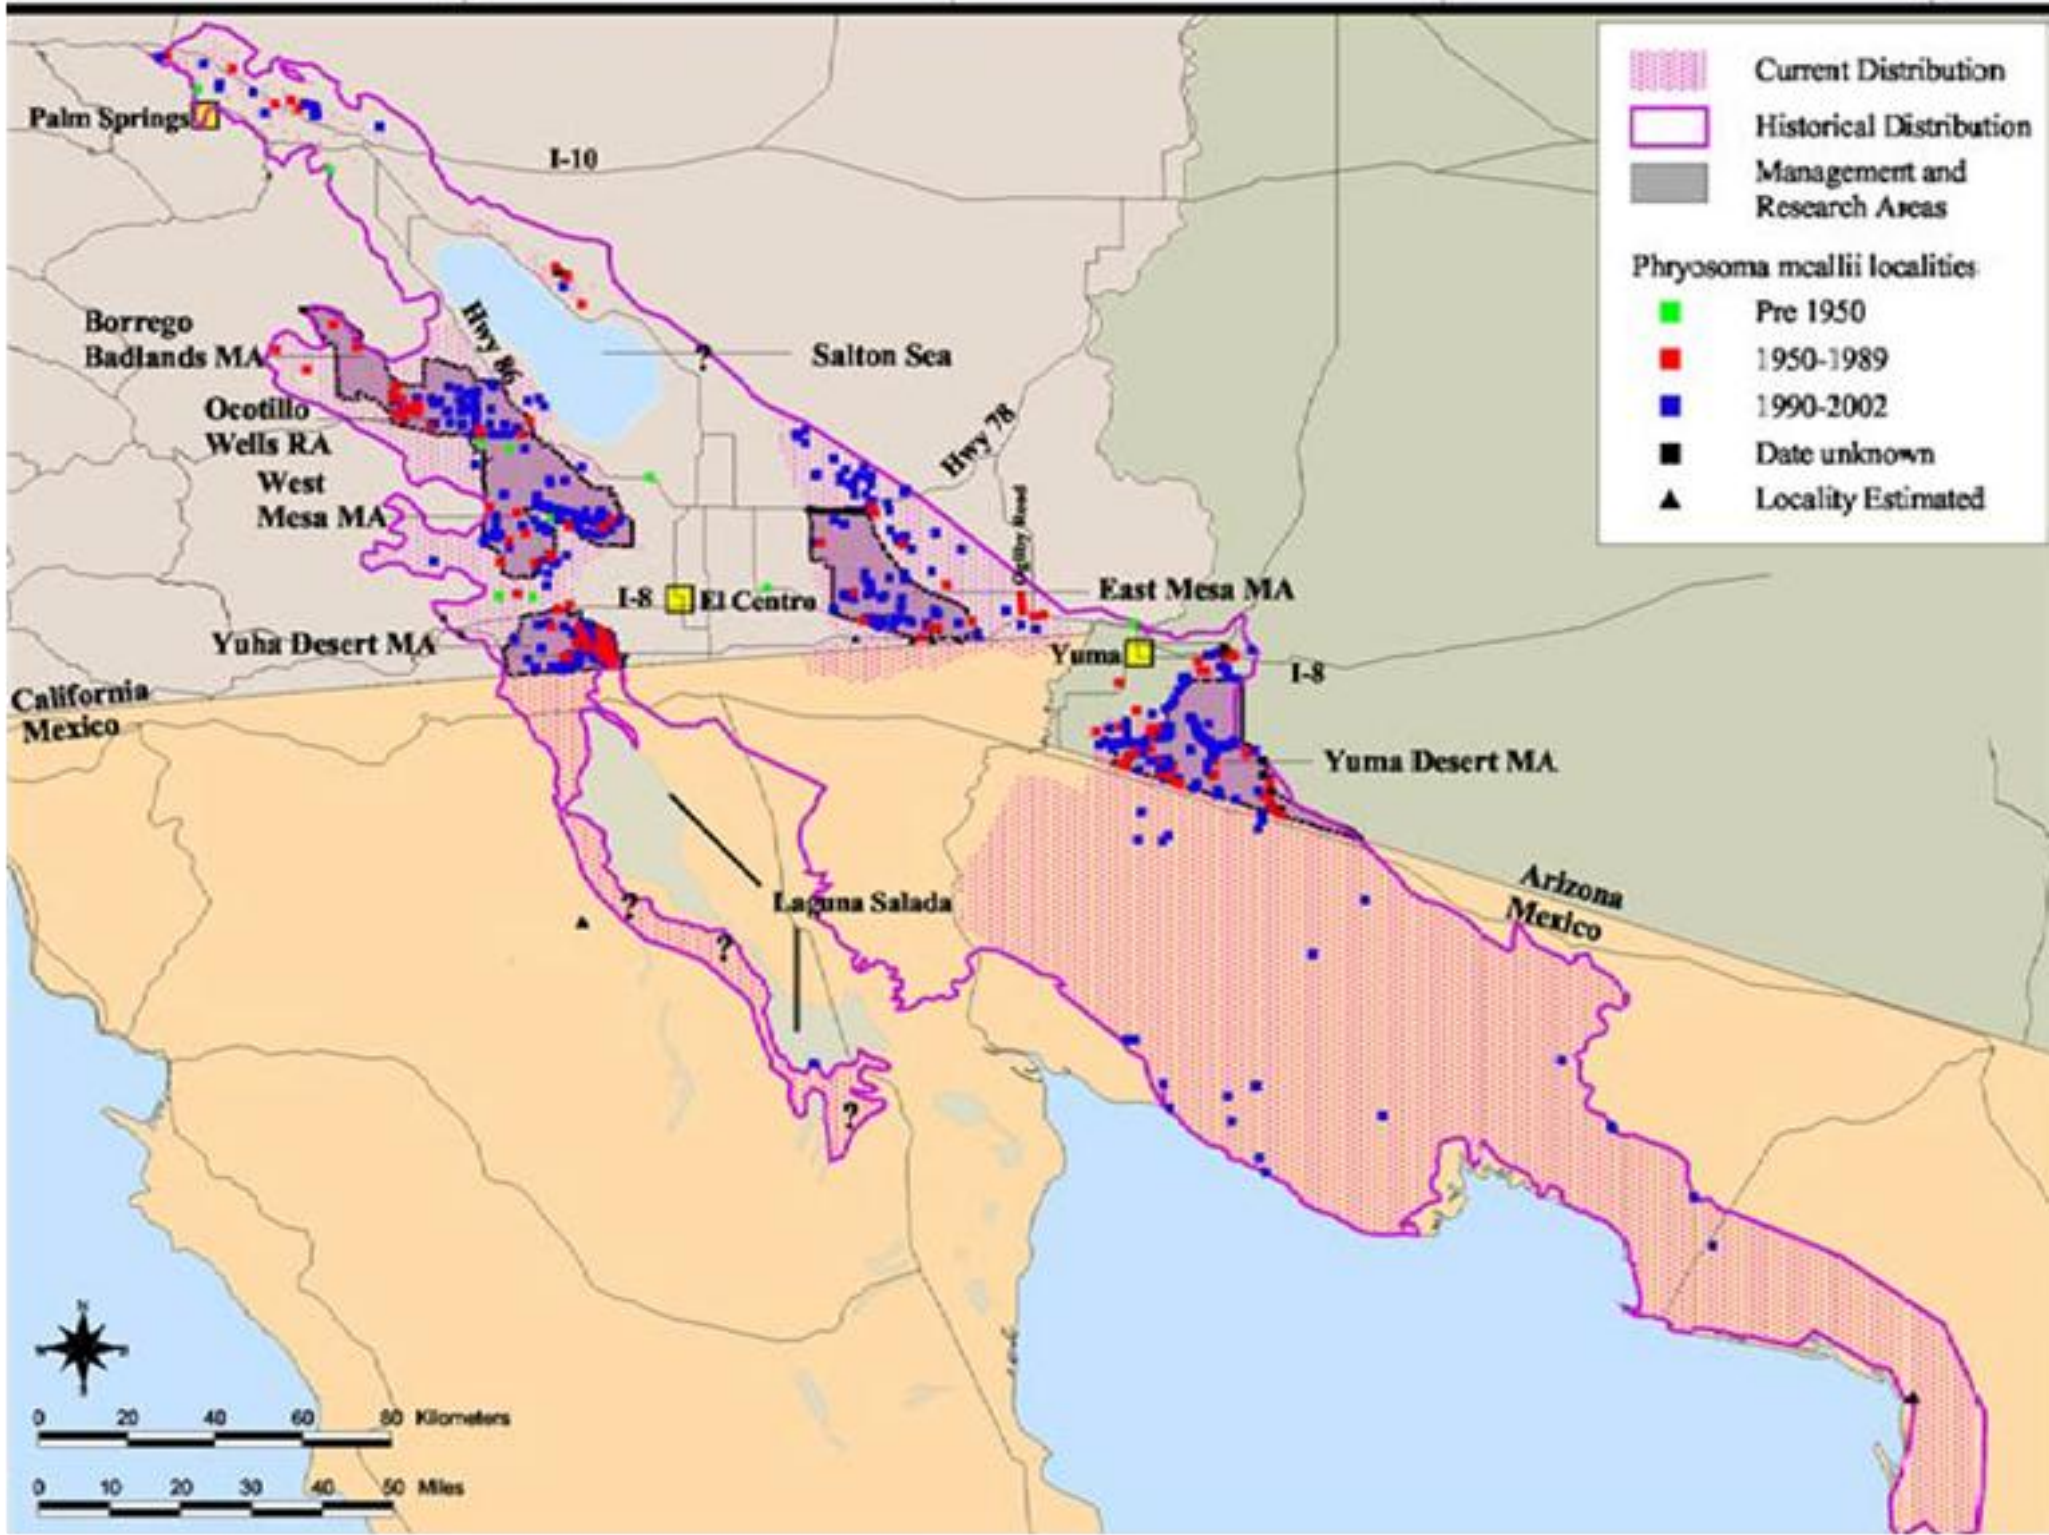 Current Distribution
Historical Distribution
Management and
Research Areas
Phryosoma mcallii localities
Pre 1950
1950-1989
1990-2002
Date unknown
Locality Estimated
Palm Springs
I-10
Borrego
Badlands MA
Hwy 86
Salton Sea
Ocotillo
Wells RA
Hwy 78
West
Mesa MA
Ogilby Road
I-8
El Centro
East Mesa MA
Yuha Desert MA
Yuma
I-8
California
Mexico
Yuma Desert MA
?
Laguna Salada
Arizona
Mexico
?
?
?
N
0 20 40 60 80 Kilometers
0 10 20 30 40 50 Miles